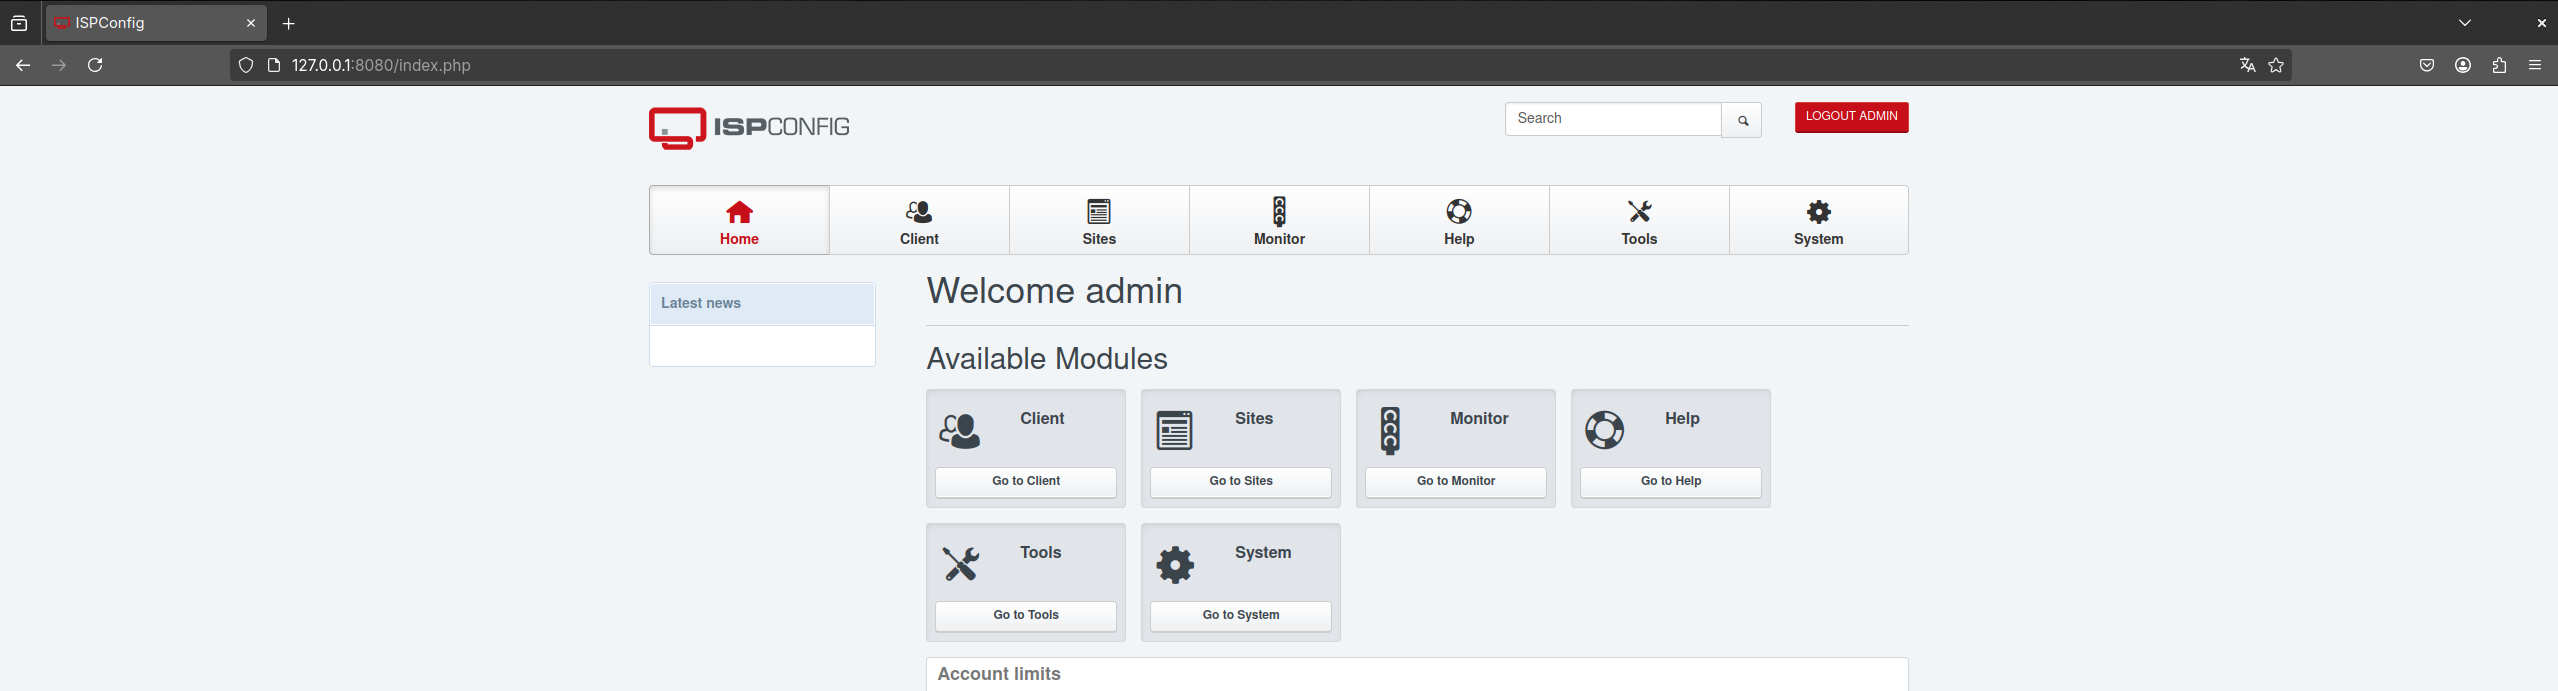 ISPConfig
127.0.0.1:8080/index.php
ISPCONFIG
Search
LOGOUT ADMIN
Home
Client
Sites
Monitor
Help
Tools
System
Latest news
Welcome admin
Available Modules
Client
Sites
Monitor
Help
Go to Client
Go to Sites
Go to Monitor
Go to Help
Tools
System
Go to Tools
Go to System
Account limits